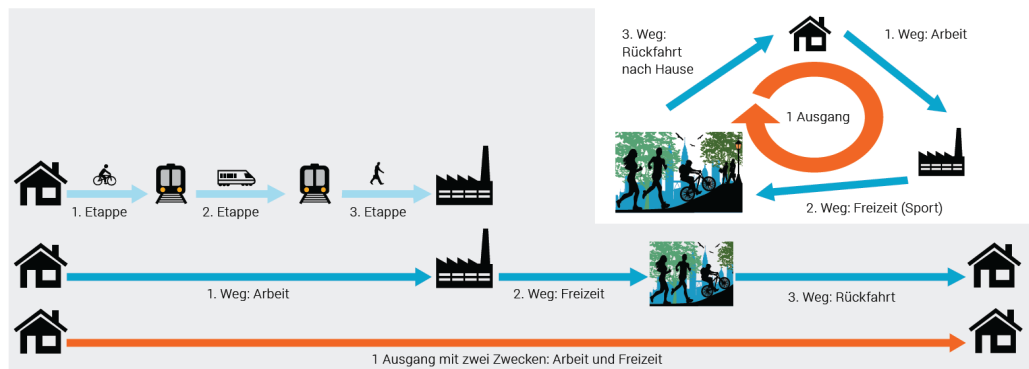 3. Weg:
Rückfahrt
nach Hause
1. Weg: Arbeit
1 Ausgang
2. Weg: Freizeit (Sport)
1. Etappe
2. Etappe
3. Etappe
1. Weg: Arbeit
2. Weg: Freizeit
3. Weg: Rückfahrt
1 Ausgang mit zwei Zwecken: Arbeit und Freizeit